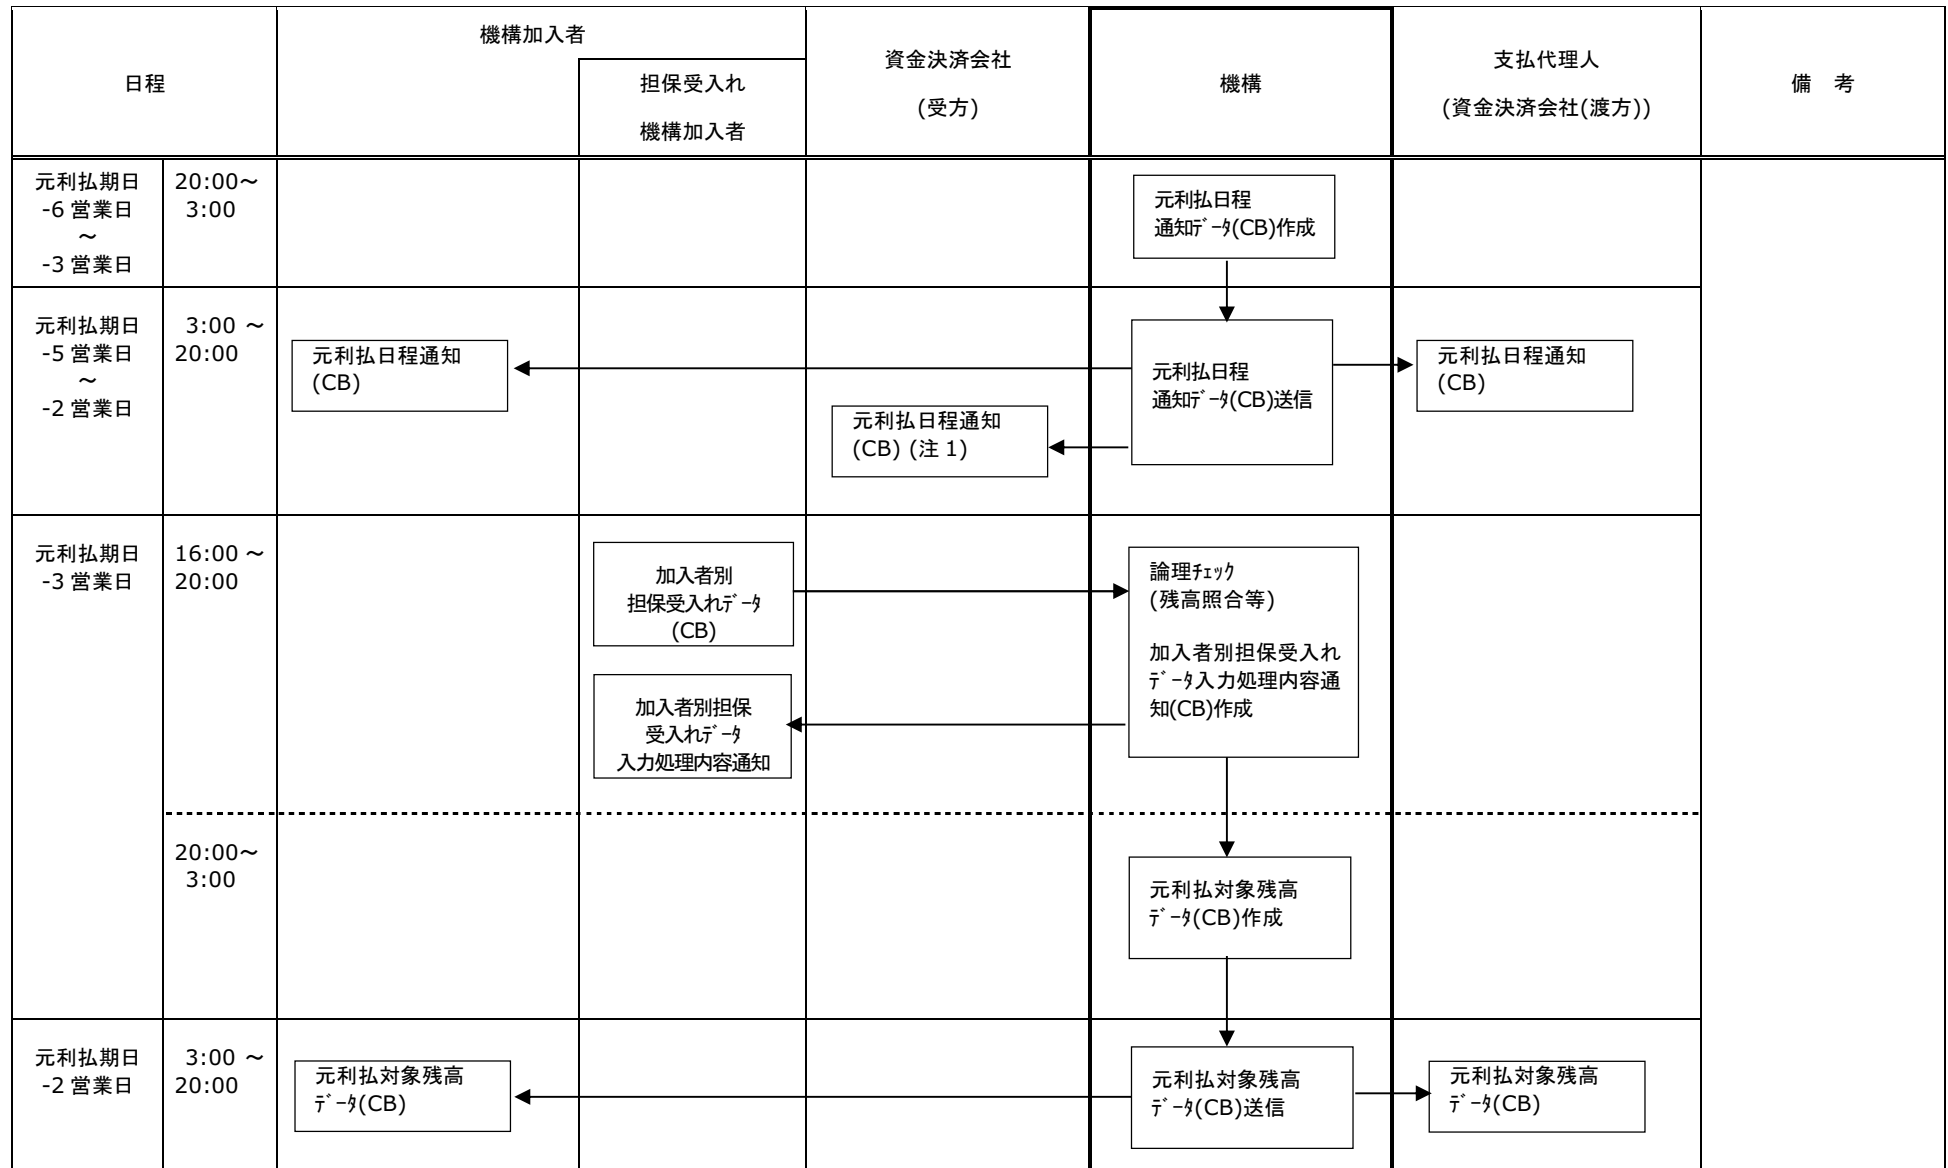 日程
機構加入者
担保受入れ
機構加入者
資金決済会社
(受方)
機構
支払代理人
(資金決済会社(渡方))
備　考
元利払期日
-6 営業日
～
-3 営業日
20:00～
3:00
元利払日程
通知ﾃﾞｰﾀ(CB)作成
元利払期日
-5 営業日
～
-2 営業日
3:00 ～
20:00
元利払日程通知
(CB)
元利払日程通知
(CB) (注 1)
元利払日程
通知ﾃﾞｰﾀ(CB)送信
元利払日程通知
(CB)
元利払期日
-3 営業日
16:00 ～
20:00
加入者別
担保受入れﾃﾞｰﾀ
(CB)
加入者別担保
受入れﾃﾞｰﾀ
入力処理内容通知
論理ﾁｪｯｸ
(残高照合等)
加入者別担保受入れ
ﾃﾞｰﾀ入力処理内容通
知(CB)作成
20:00～
3:00
元利払対象残高
ﾃﾞｰﾀ(CB)作成
元利払期日
-2 営業日
3:00 ～
20:00
元利払対象残高
ﾃﾞｰﾀ(CB)
元利払対象残高
ﾃﾞｰﾀ(CB)送信
元利払対象残高
ﾃﾞｰﾀ(CB)